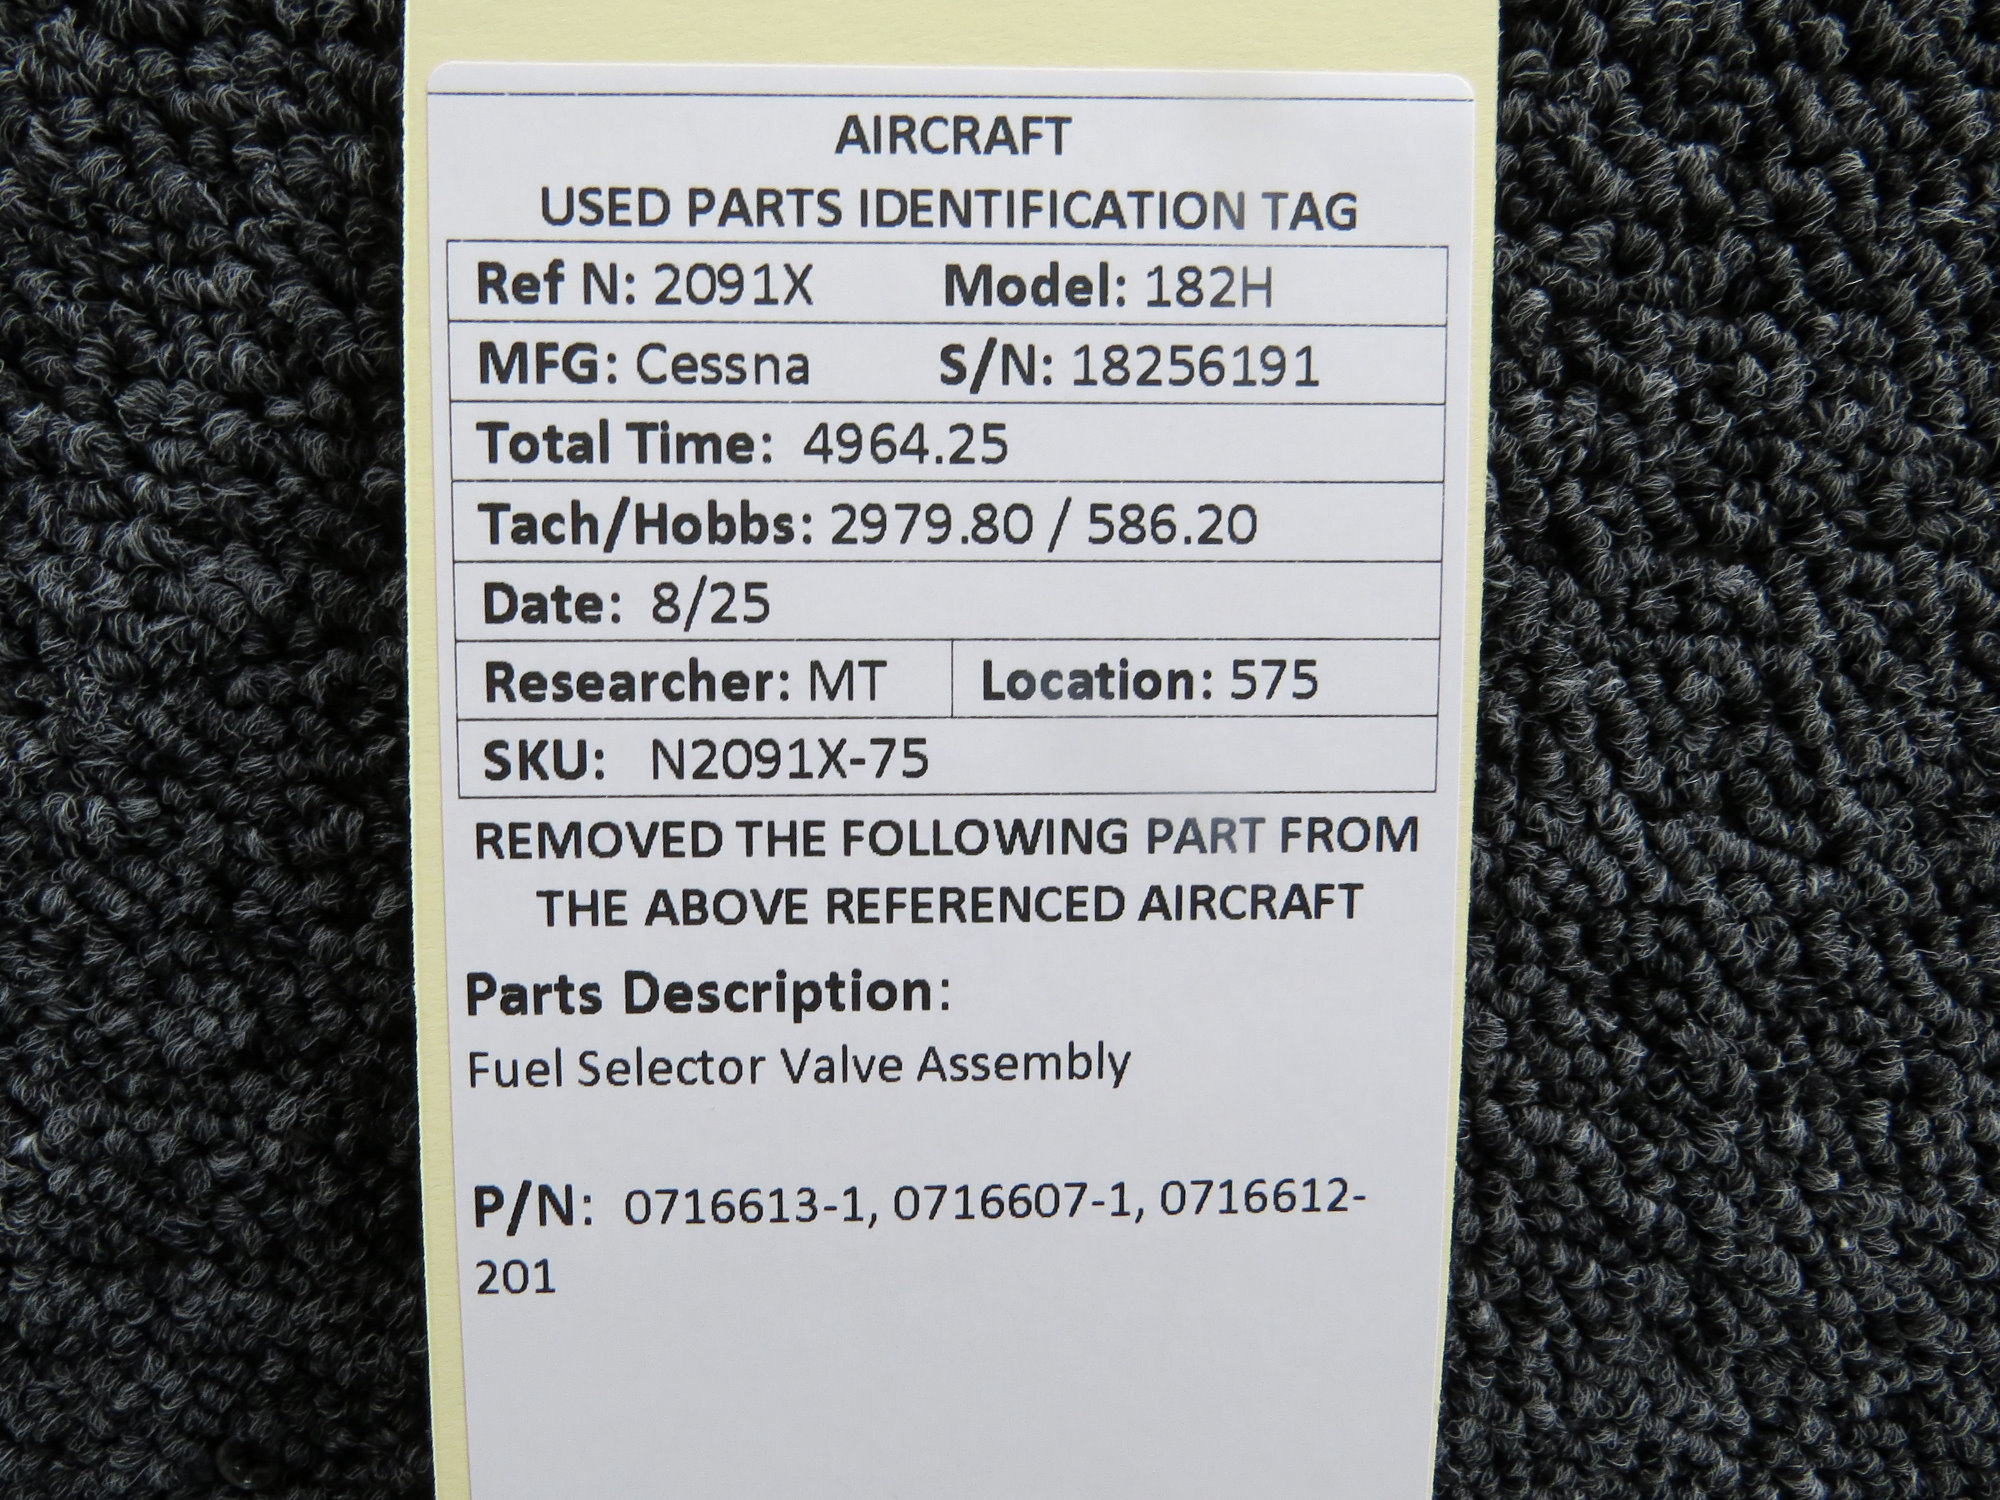 AIRCRAFT
USED PARTS IDENTIFICATION TAG
Ref N: 2091X Model: 182H
MFG: Cessna S/N: 18256191
Total Time: 4964.25
Tach/Hobbs: 2979.80 / 586.20
Date: 8/25
Researcher: MT Location: 575
SKU: N2091X-75
REMOVED THE FOLLOWING PART FROM
THE ABOVE REFERENCED AIRCRAFT
Parts Description:
Fuel Selector Valve Assembly
P/N: 0716613-1, 0716607-1, 0716612-
201